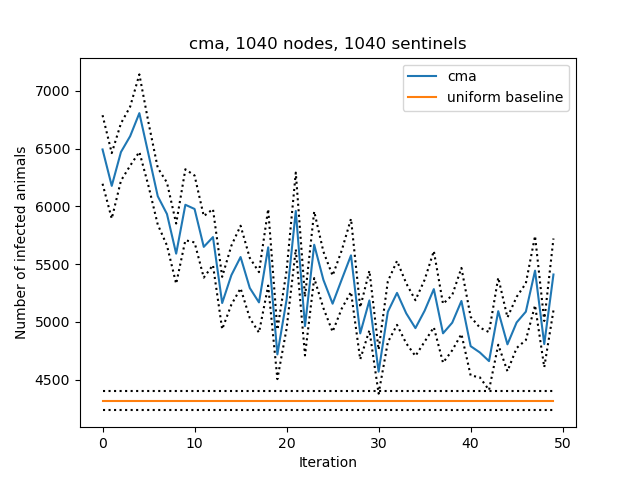 cma, 1040 nodes, 1040 sentinels
cma
uniform baseline
Number of infected animals
7000
6500
6000
5500
5000
4500
0 10 20 30 40 50
Iteration